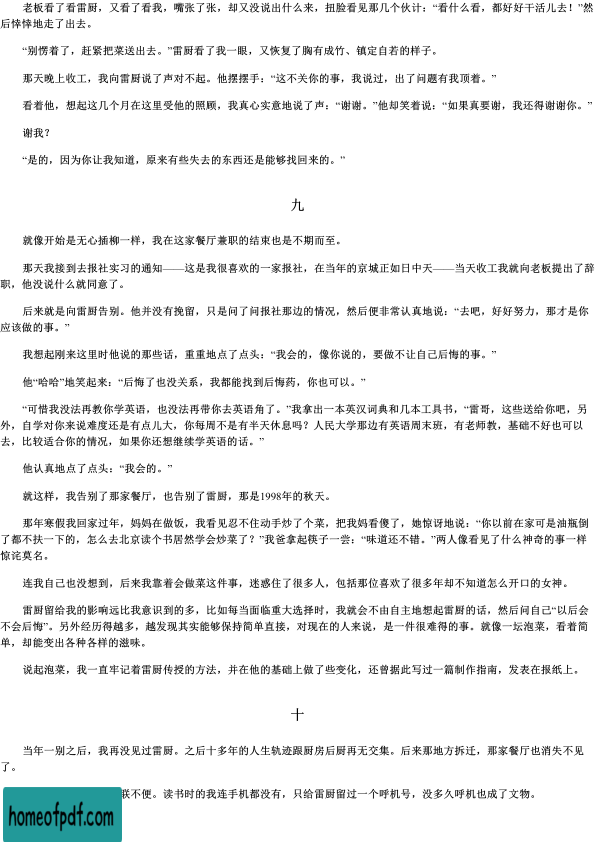 老板看了看雷厨，又看了看我，嘴张了张，却又没说出什么来，扭脸看见那几个伙计：“看什么看，都好好干活儿去！”然
后悻悻地走了出去。
“别愣着了，赶紧把菜送出去。”雷厨看了我一眼，又恢复了胸有成竹、镇定自若的样子。
那天晚上收工，我向雷厨说了声对不起。他摆摆手：“这不关你的事，我说过，出了问题有我顶着。”
看着他，想起这几个月在这里受他的照顾，我真心实意地说了声：“谢谢。”他却笑着说：“如果真要谢，我还得谢谢你。”
谢我？
“是的，因为你让我知道，原来有些失去的东西还是能够找回来的。”
九
就像开始是无心插柳一样，我在这家餐厅兼职的结束也是不期而至。
那天我接到去报社实习的通知——这是我很喜欢的一家报社，在当年的京城正如日中天——当天收工我就向老板提出了辞
职，他没说什么就同意了。
后来就是向雷厨告别。他并没有挽留，只是问了问报社那边的情况，然后便非常认真地说：“去吧，好好努力，那才是你
应该做的事。”
我想起刚来这里时他说的那些话，重重地点了点头：“我会的，像你说的，要做不让自己后悔的事。”
他“哈哈”地笑起来：“后悔了也没关系，我都能找到后悔药，你也可以。”
“可惜我没法再教你学英语，也没法再带你去英语角了。”我拿出一本英汉词典和几本工具书，“雷哥，这些送给你吧，另
外，自学对你来说难度还是有点儿大，你每周不是有半天休息吗？人民大学那边有英语周末班，有老师教，基础不好也可以
去，比较适合你的情况，如果你还想继续学英语的话。”
他认真地点了点头：“我会的。”
就这样，我告别了那家餐厅，也告别了雷厨，那是1998年的秋天。
那年寒假我回家过年，妈妈在做饭，我看见忍不住动手炒了个菜，把我妈看傻了，她惊讶地说：“你以前在家可是油瓶倒
了都不扶一下的，怎么去北京读个书居然学会炒菜了？”我爸拿起筷子一尝：“味道还不错。”两人像看见了什么神奇的事一样
惊诧莫名。
连我自己也没想到，后来我靠着会做菜这件事，迷惑住了很多人，包括那位喜欢了很多年却不知道怎么开口的女神。
雷厨留给我的影响远比我意识到的多，比如每当面临重大选择时，我就会不由自主地想起雷厨的话，然后问自己“以后会
不会后悔”。另外经历得越多，越发现其实能够保持简单直接，对现在的人来说，是一件很难得的事。就像一坛泡菜，看着简
单，却能变出各种各样的滋味。
说起泡菜，我一直牢记着雷厨传授的方法，并在他的基础上做了些变化，还曾据此写过一篇制作指南，发表在报纸上。
十
当年一别之后，我再没见过雷厨。之后十多年的人生轨迹跟厨房后厨再无交集。后来那地方拆迁，那家餐厅也消失不见
了。
联不便。读书时的我连手机都没有，只给雷厨留过一个呼机号，没多久呼机也成了文物。
homeofpdf.com